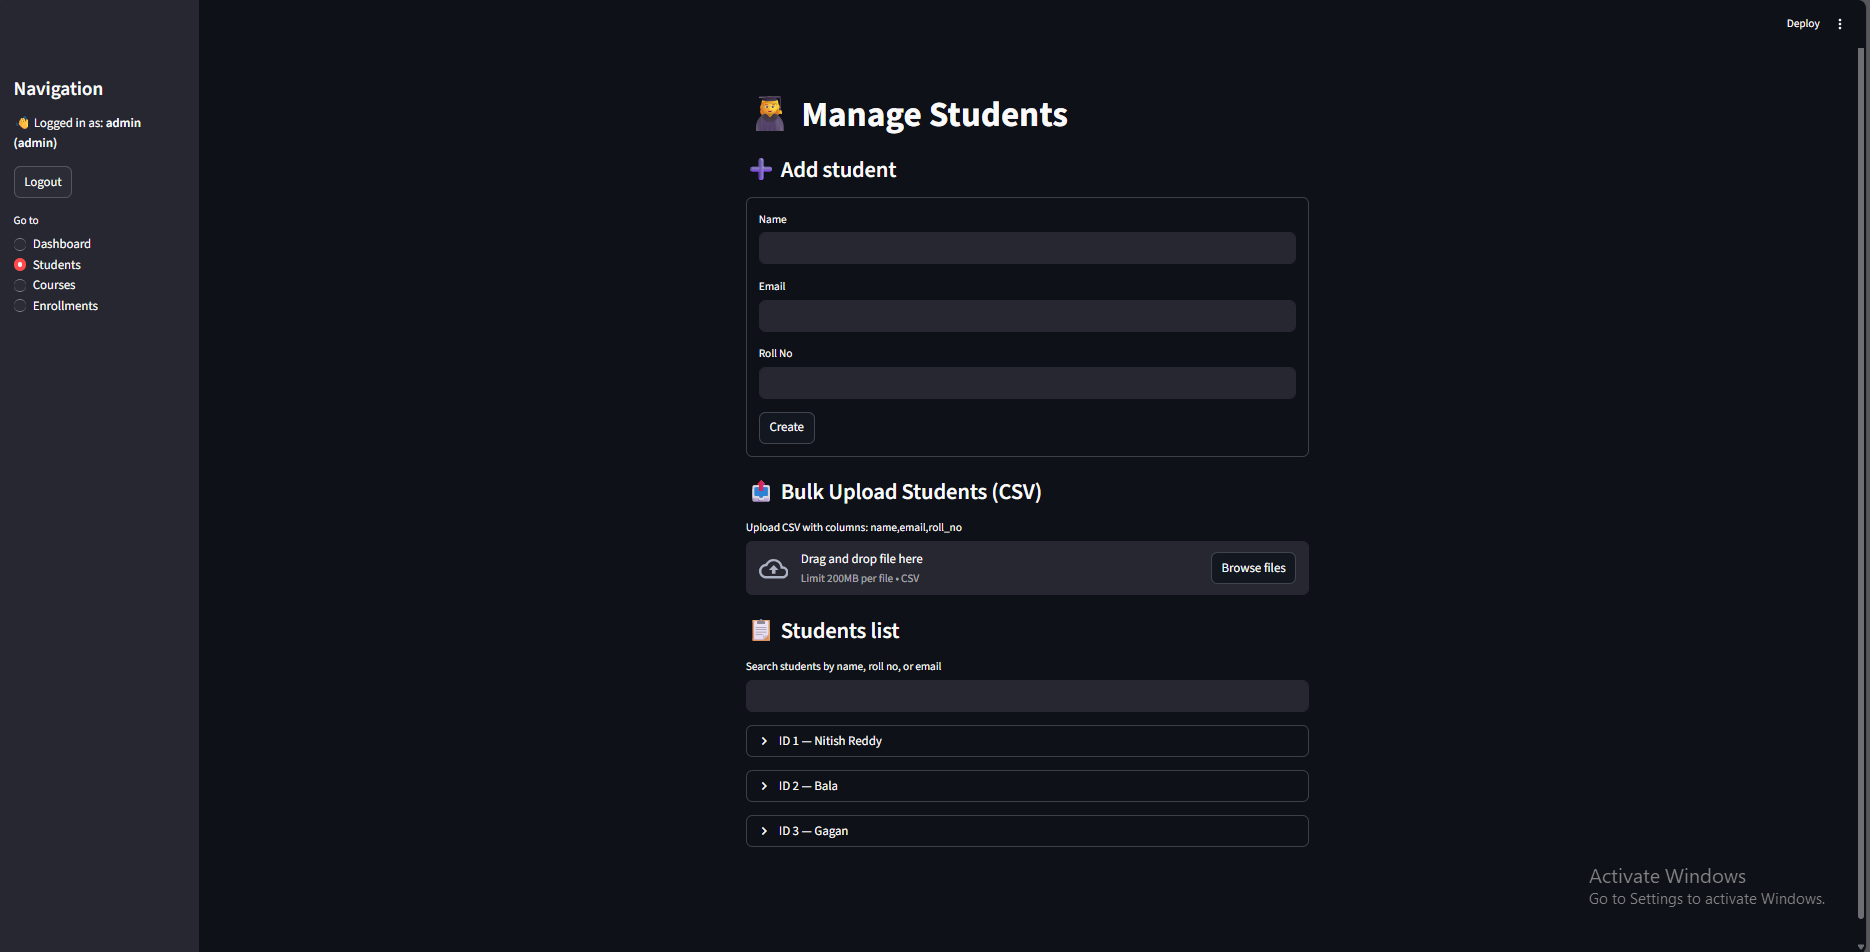 Deploy
Navigation
Logged in as: admin
(admin)
Logout
Go to
Dashboard
Students
Courses
Enrollments
Manage Students
Add student
Name
Email
Roll No
Create
Bulk Upload Students (CSV)
Upload CSV with columns: name,email,roll_no
Drag and drop file here
Limit 200MB per file • CSV
Browse files
Students list
Search students by name, roll no, or email
ID 1 — Nitish Reddy
ID 2 — Bala
ID 3 — Gagan
Activate Windows
Go to Settings to activate Windows.